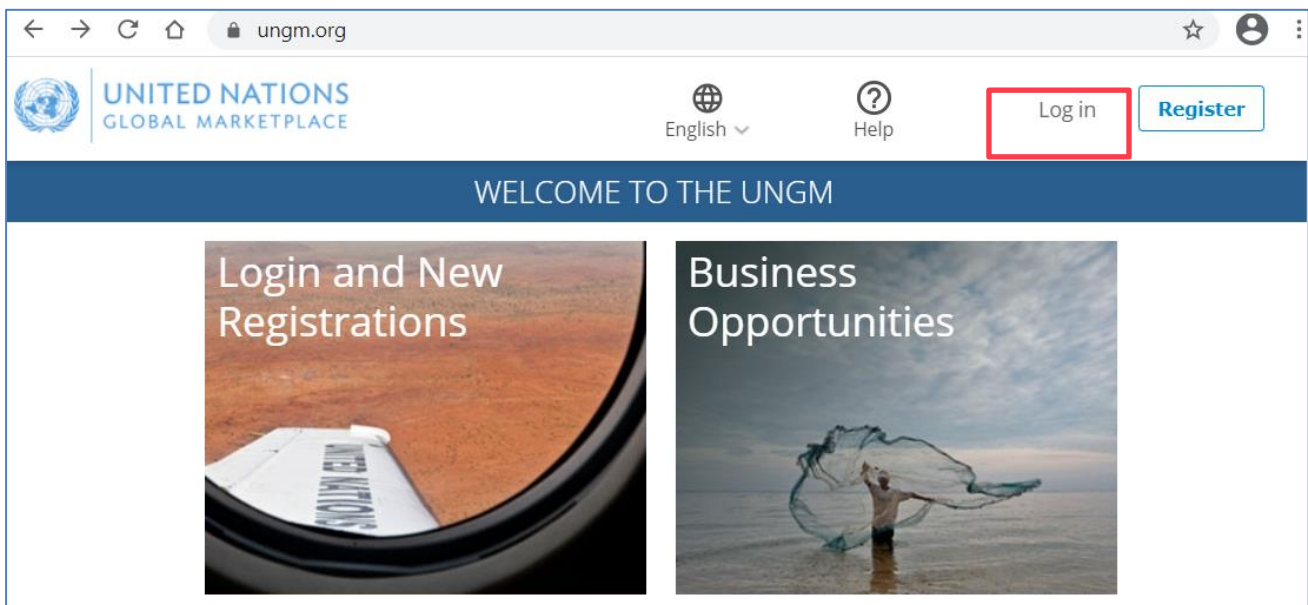 ungm.org
UNITED NATIONS
GLOBAL MARKETPLACE
English
Help
Log in
Register
WELCOME TO THE UNGM
Login and New
Registrations
Business
Opportunities
UNITED NATIONS